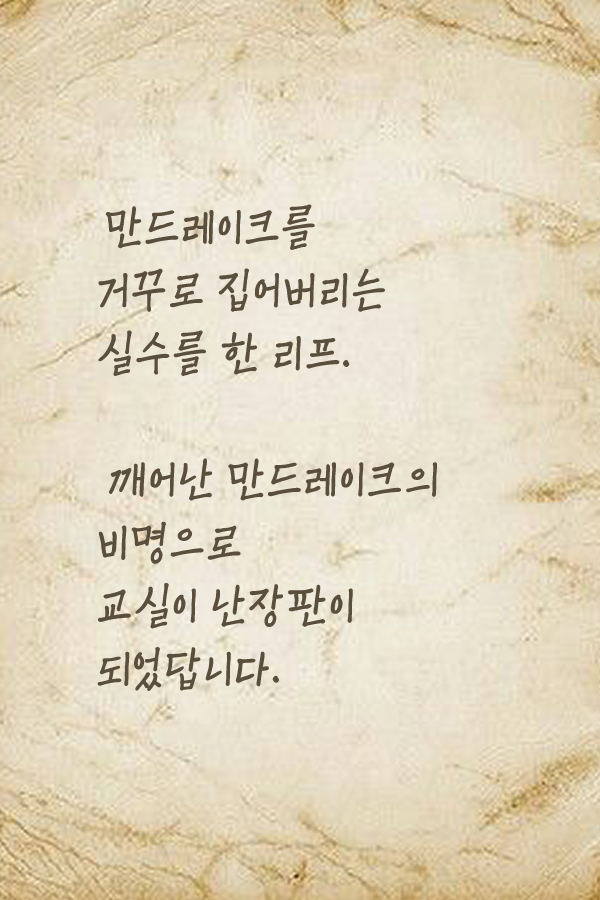 만드레이크를
거꾸로 집어버리는
실수를 한 리프.
깨어난 만드레이크의
비명으로
교실이 난장판이
되었답니다.